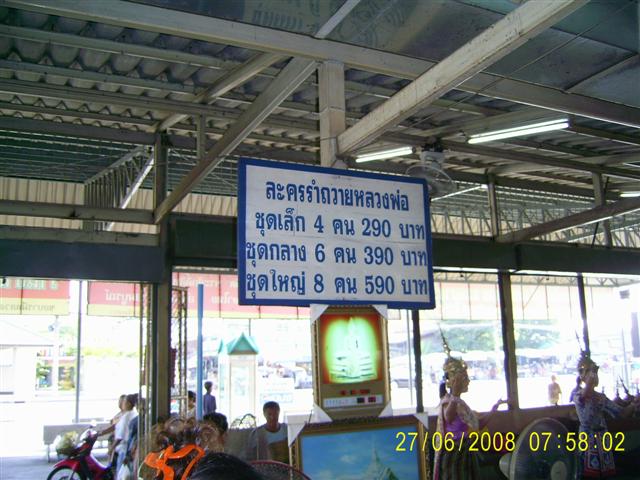 ละครรำถวายหลวงพ่อ
ชุดเล็ก 4 คน 290 บาท
ชุดกลาง 6 คน 390 บาท
ชุดใหญ่ 8 คน 590 บาท
27/06/2008 07:58:02